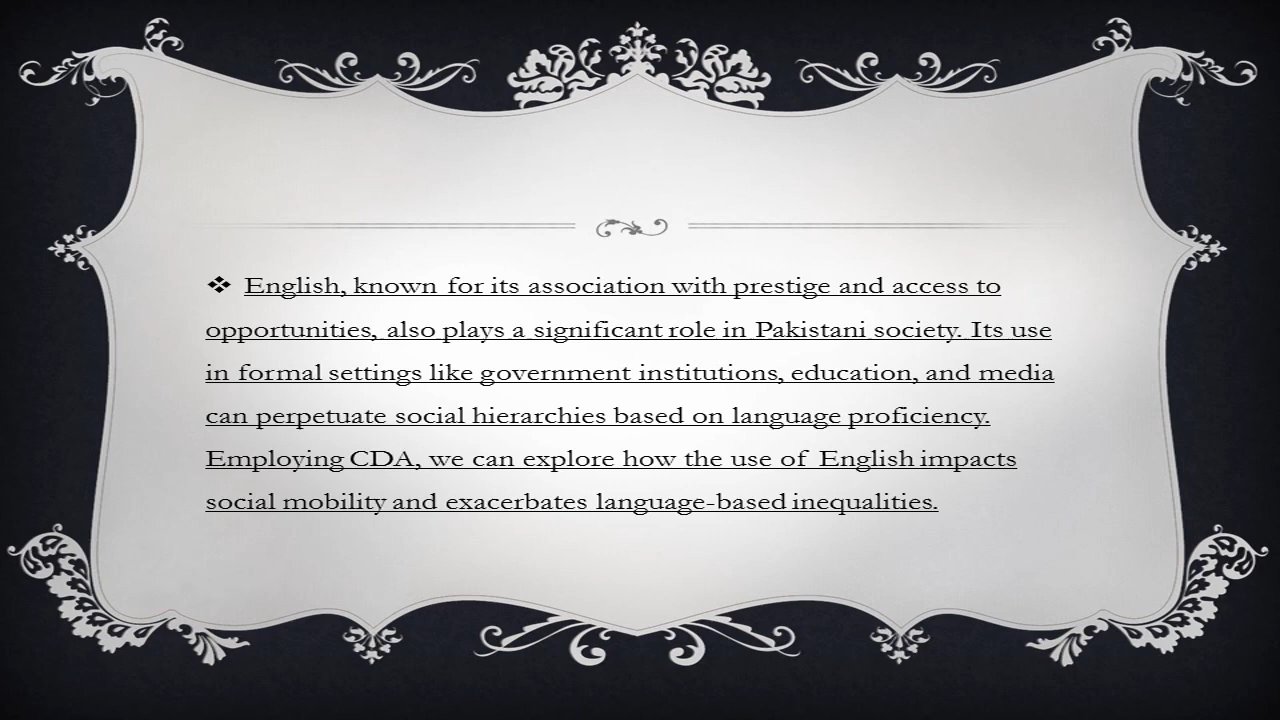 ❖ English, known for its association with prestige and access to
opportunities, also plays a significant role in Pakistani society. Its use
in formal settings like government institutions, education, and media
can perpetuate social hierarchies based on language proficiency.
Employing CDA, we can explore how the use of English impacts
social mobility and exacerbates language-based inequalities.